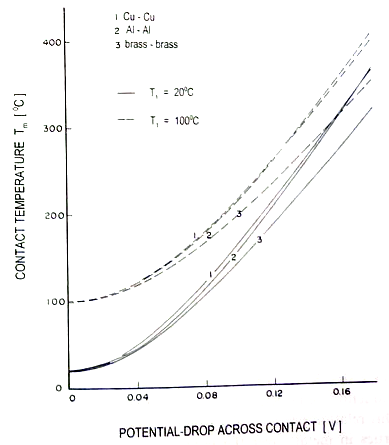 1 Cu - Cu
2 Al - Al
3 brass - brass
T₁ = 20°C
T₁ = 100°C
CONTACT TEMPERATURE Tm [°C]
400
300
200
100
0
1 2 3
1
2
3
0 0.04 0.08 0.12 0.16
POTENTIAL-DROP ACROSS CONTACT [V]